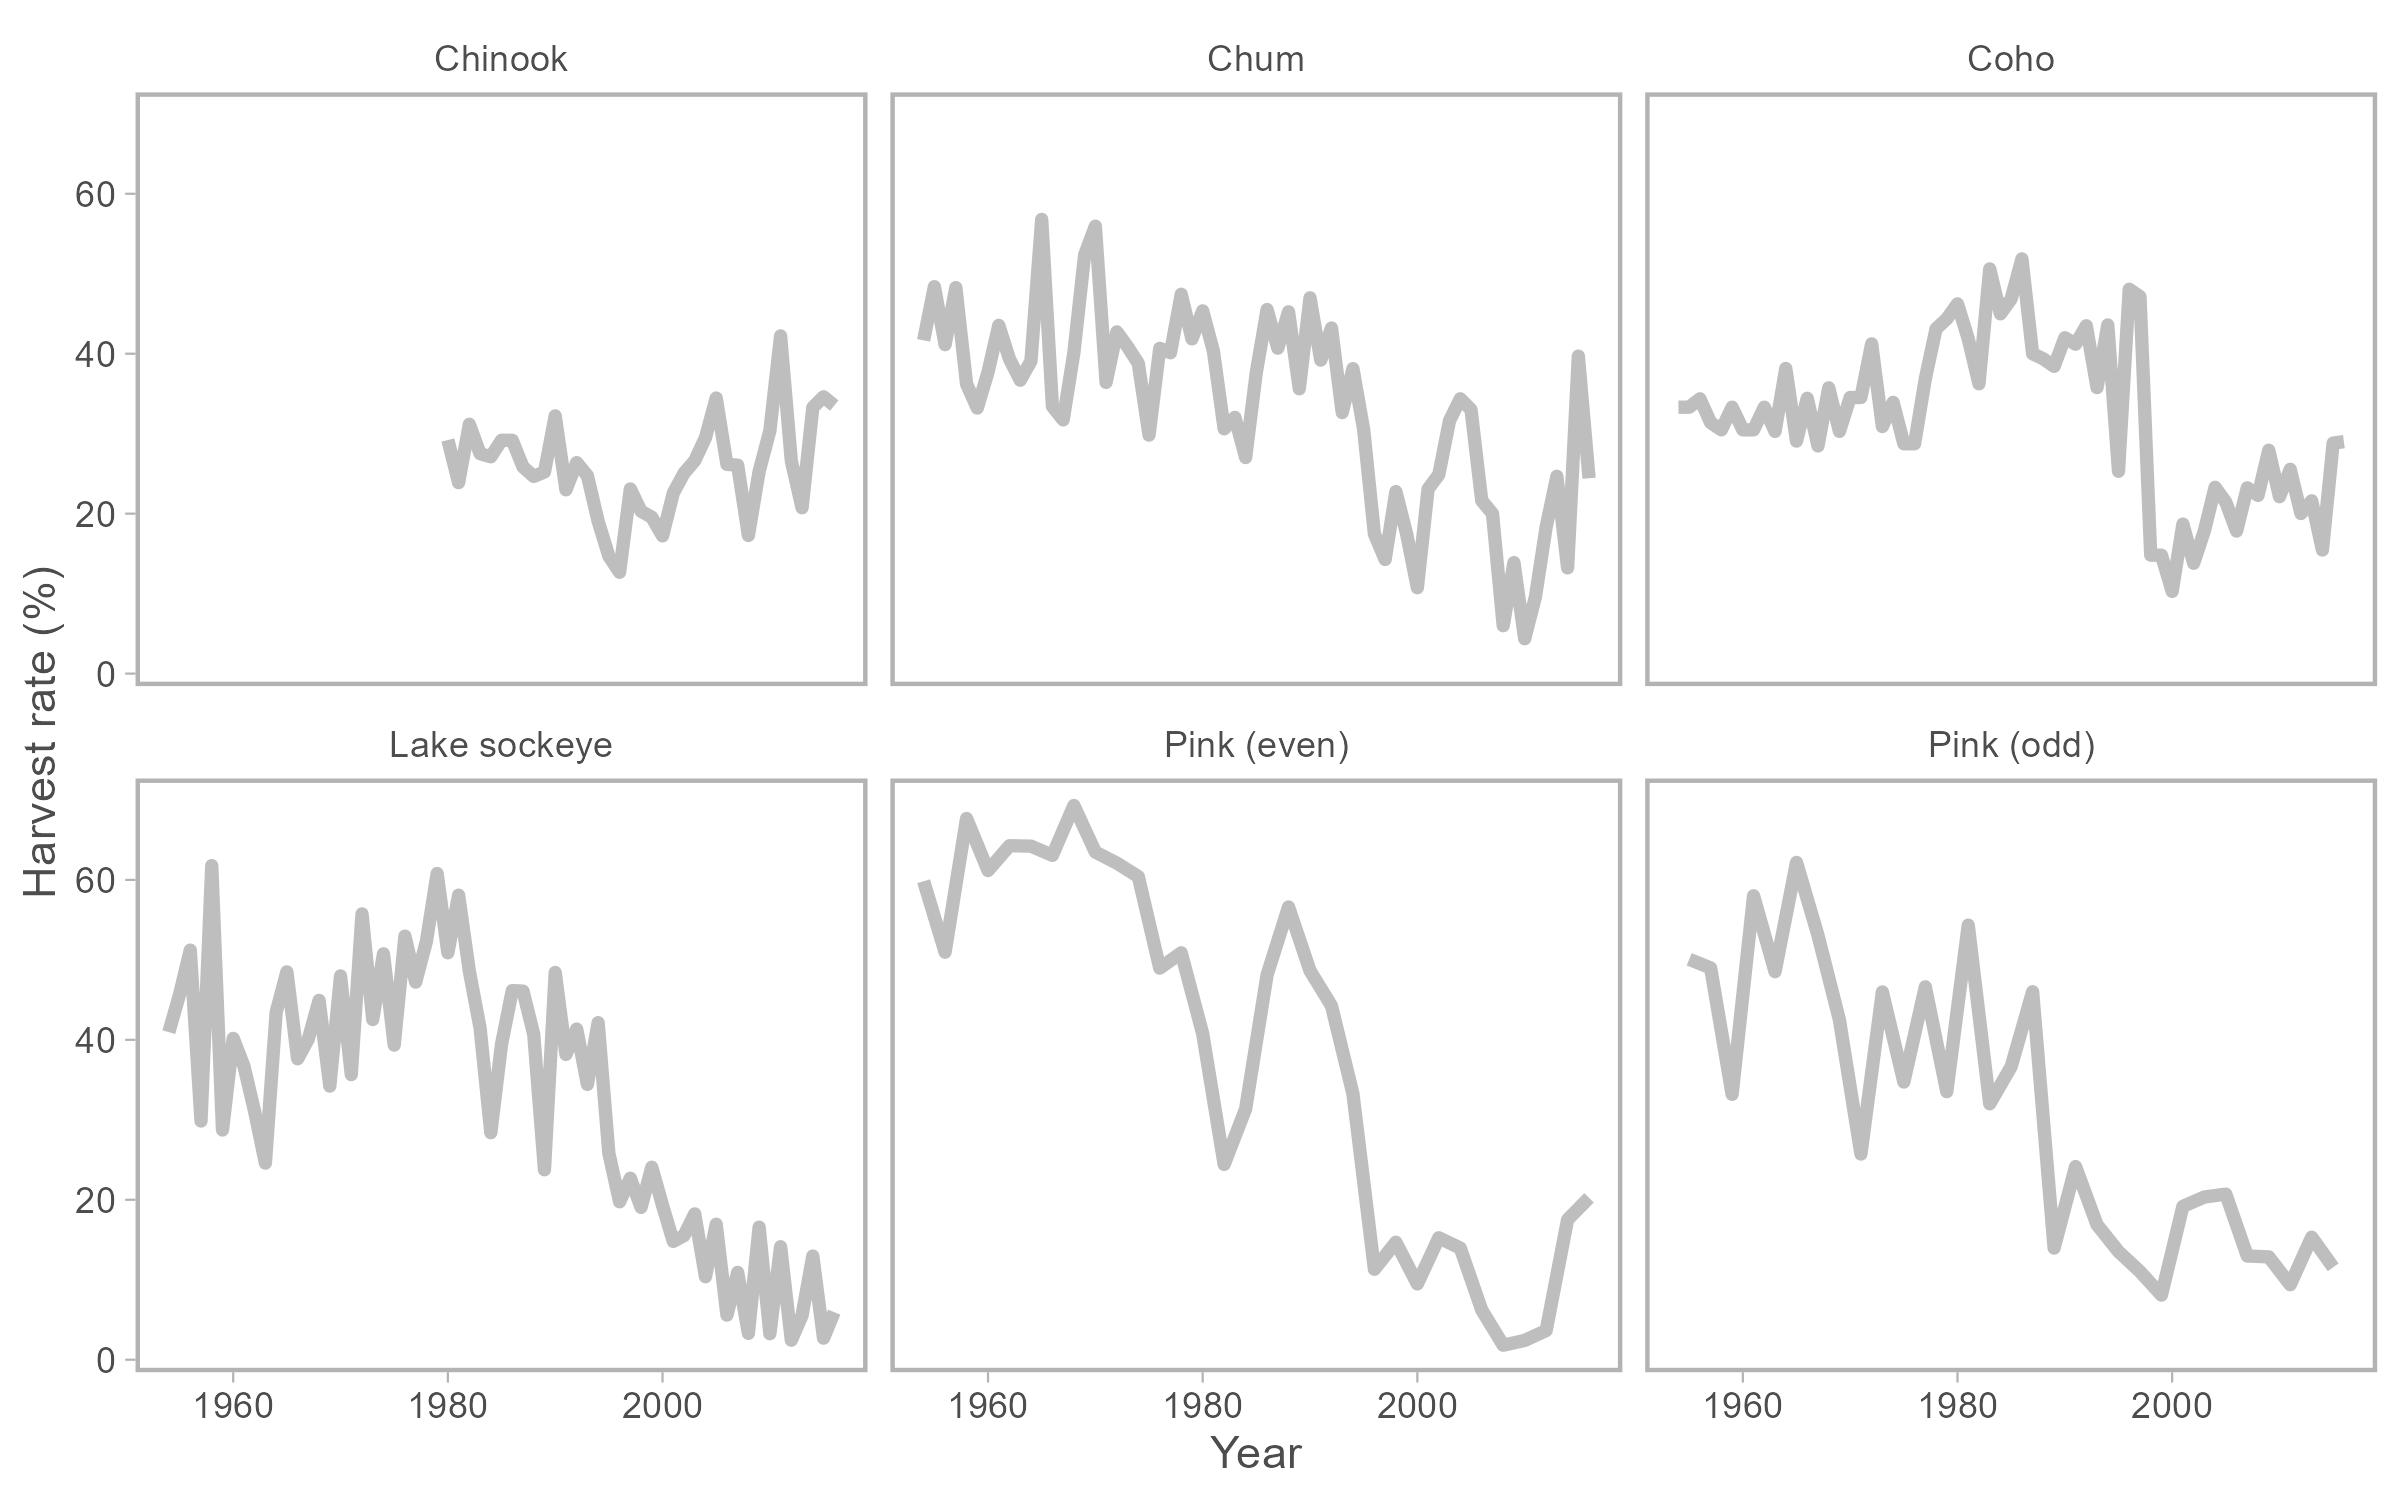 Chinook
Chum
Coho
60
40
20
0
Harvest rate (%)
Lake sockeye
Pink (even)
Pink (odd)
60
40
20
0
1960 1980 2000
1960 1980 2000
1960 1980 2000
Year